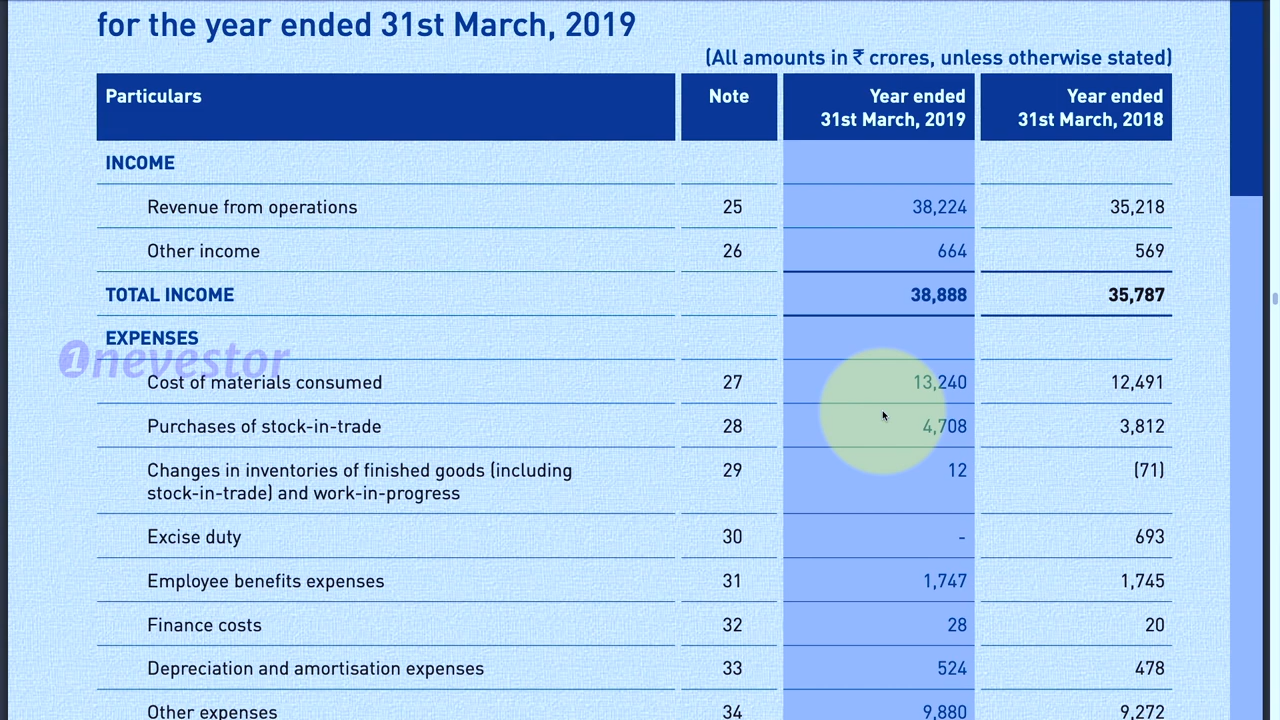 for the year ended 31st March, 2019
(All amounts in ₹ crores, unless otherwise stated)
Particulars Note Year ended 31st March, 2019 Year ended 31st March, 2018
INCOME
Revenue from operations 25 38,224 35,218
Other income 26 664 569
TOTAL INCOME 38,888 35,787
EXPENSES
1nevestor
Cost of materials consumed 27 13,240 12,491
Purchases of stock-in-trade 28 4,708 3,812
Changes in inventories of finished goods (including 29 12 (71)
stock-in-trade) and work-in-progress
Excise duty 30 - 693
Employee benefits expenses 31 1,747 1,745
Finance costs 32 28 20
Depreciation and amortisation expenses 33 524 478
Other expenses 34 9,880 9,272